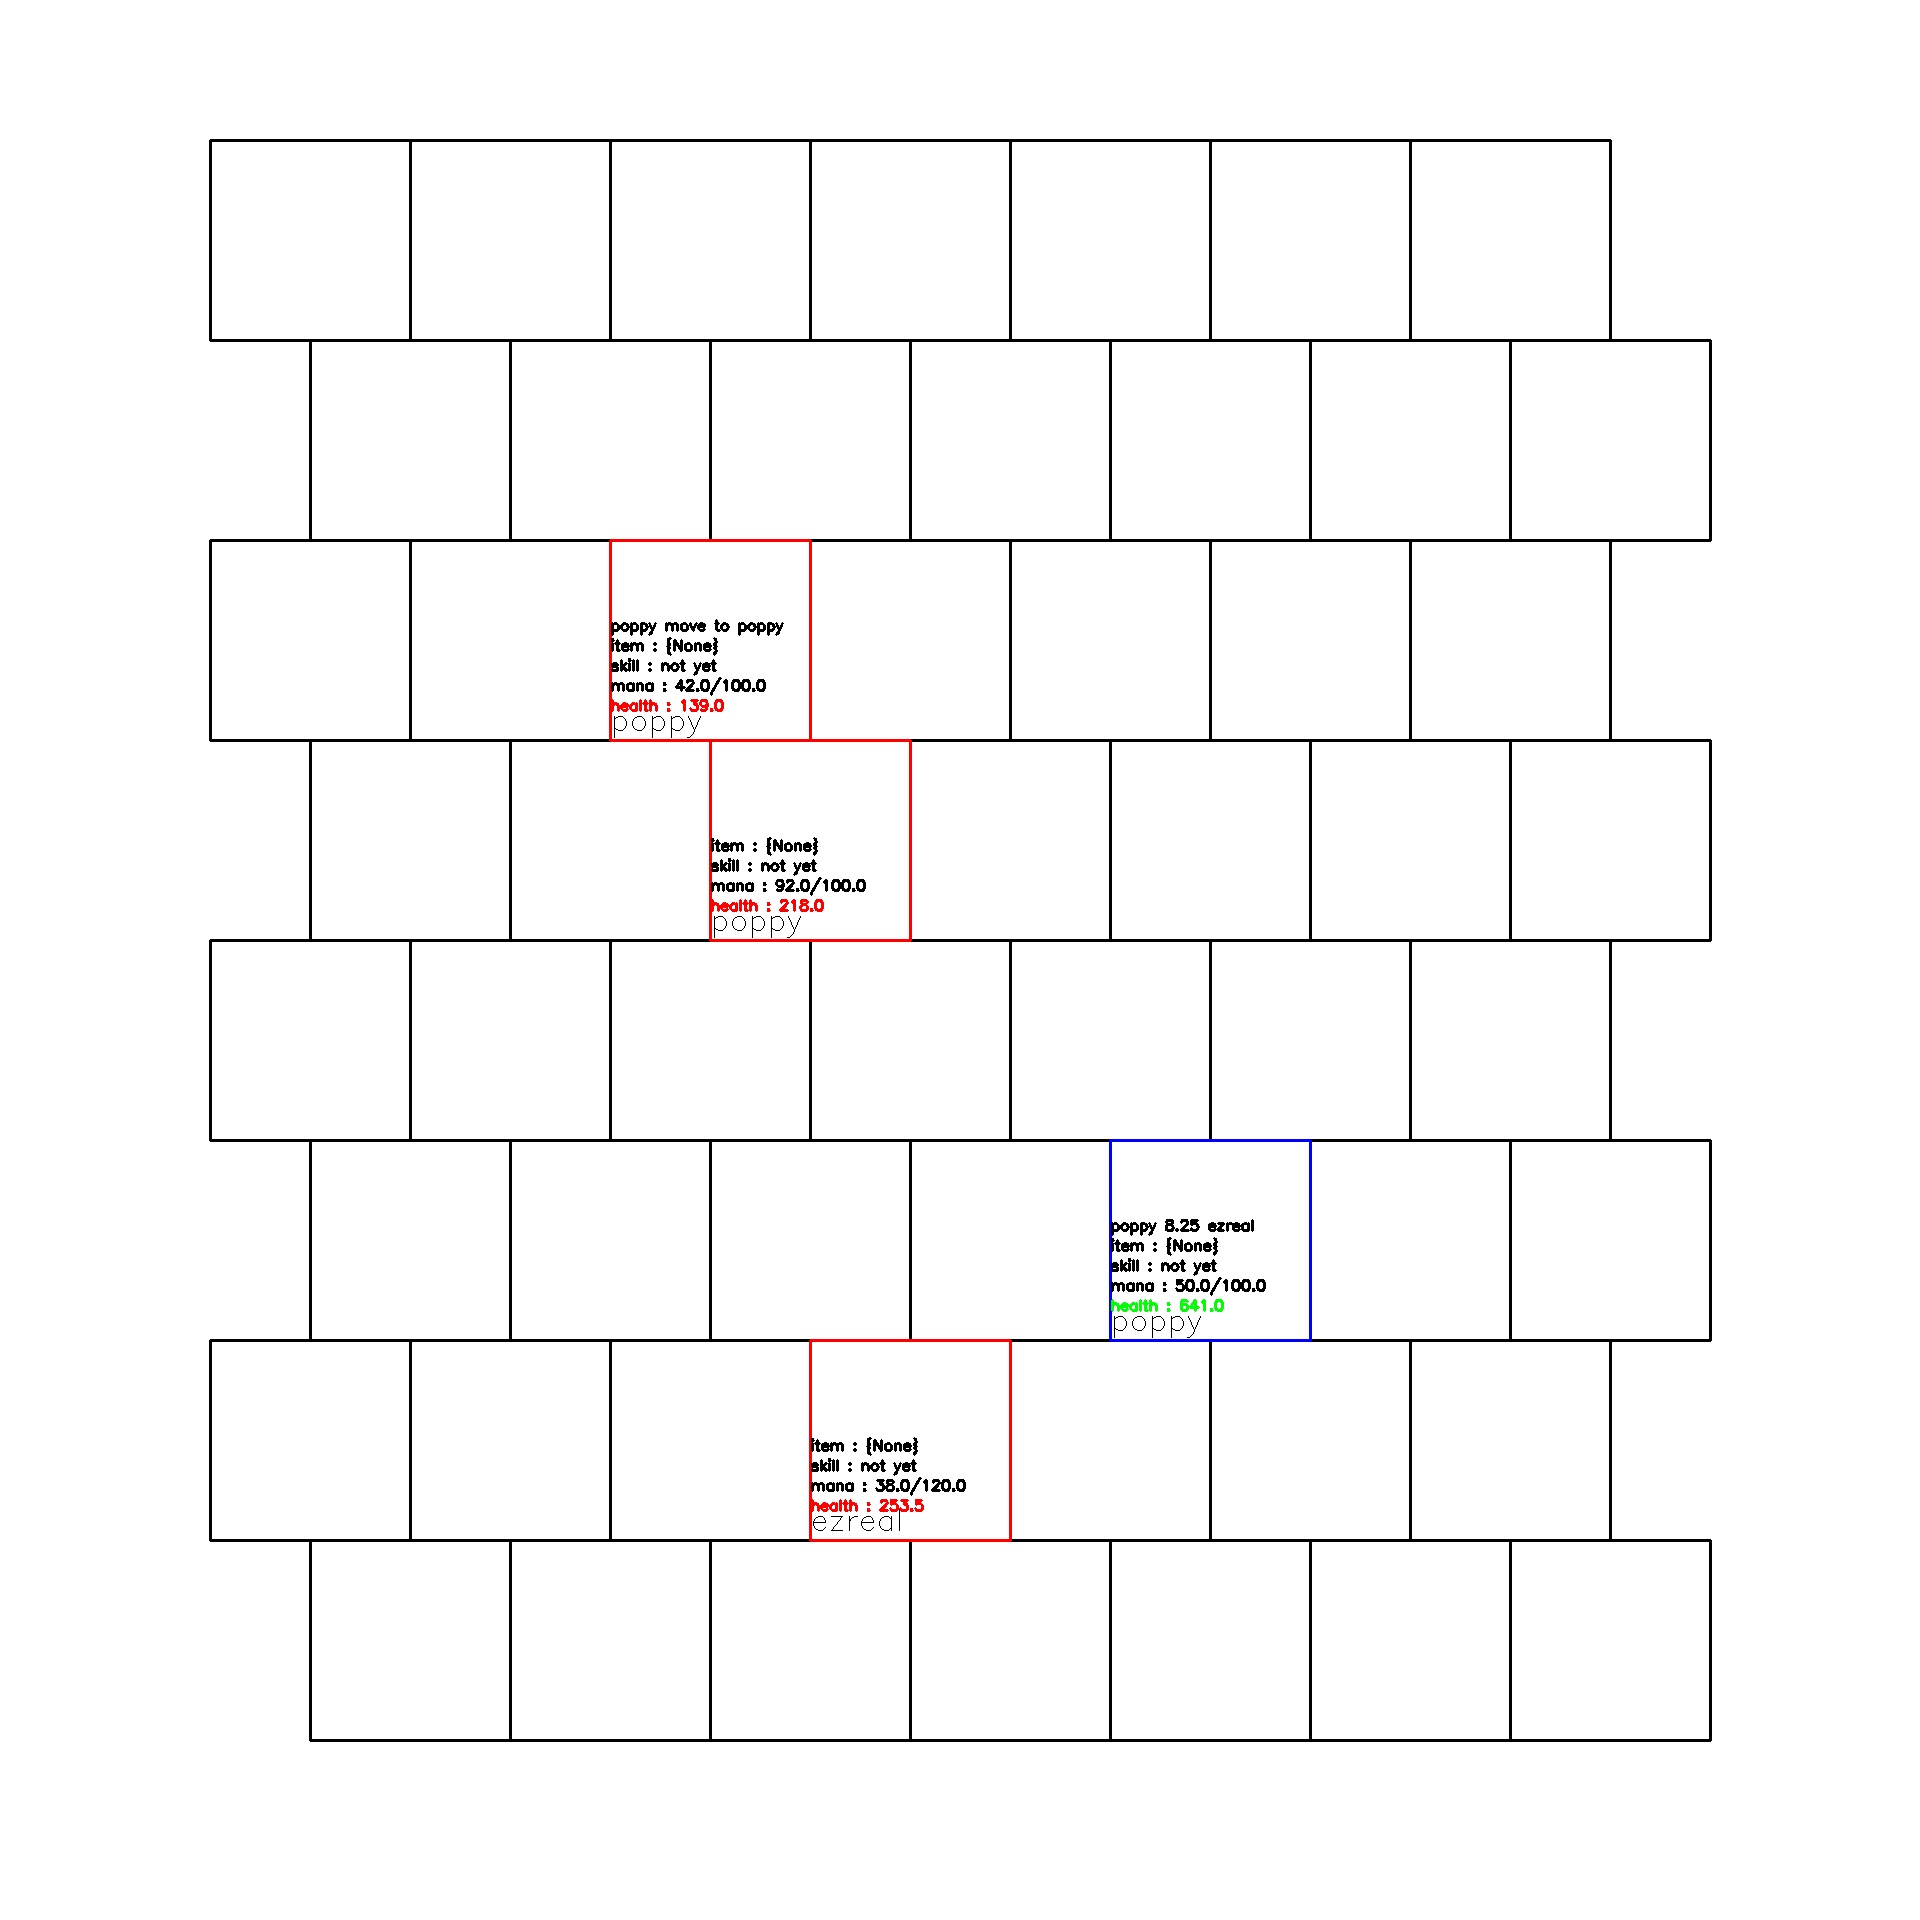 poppy move to poppy
item : {None}
skill : not yet
mana : 42.0/100.0
health : 139.0
poppy
item : {None}
skill : not yet
mana : 92.0/100.0
health : 218.0
poppy
poppy 8.25 ezreal
item : {None}
skill : not yet
mana : 50.0/100.0
health : 641.0
poppy
item : {None}
skill : not yet
mana : 38.0/120.0
health : 253.5
ezreal